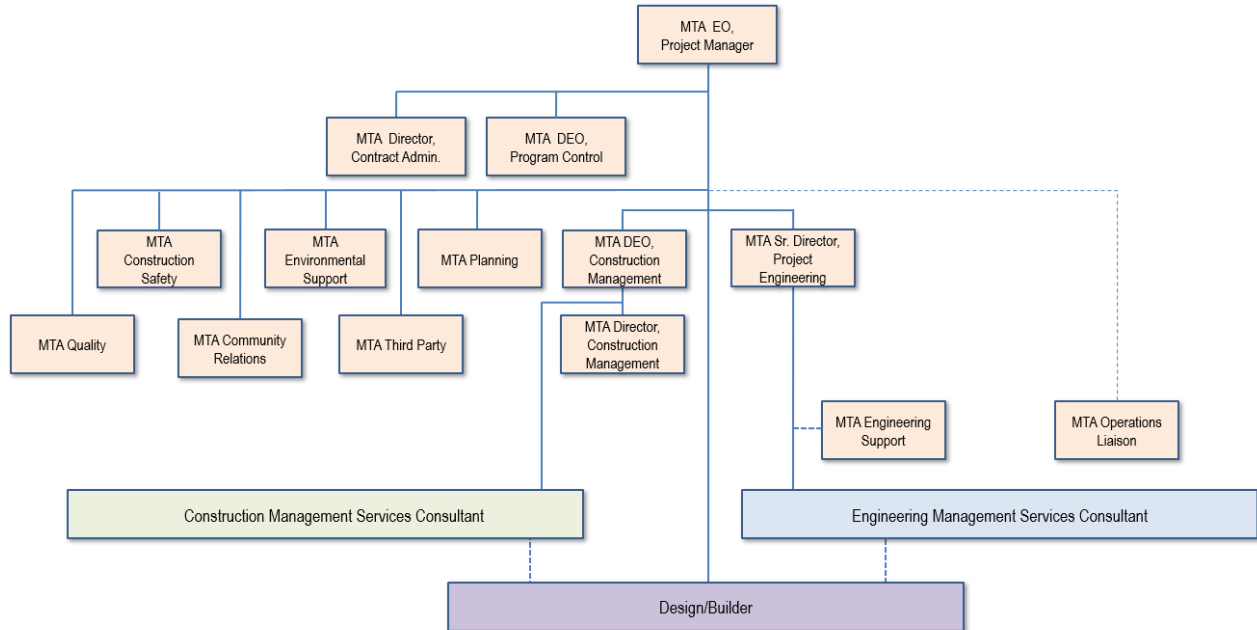 MTA EO,
Project Manager
MTA Director,
Contract Admin.
MTA DEO,
Program Control
MTA
Construction
Safety
MTA
Environmental
Support
MTA Planning
MTA DEO,
Construction
Management
MTA Sr. Director,
Project
Engineering
MTA Quality
MTA Community
Relations
MTA Third Party
MTA Director,
Construction
Management
MTA Engineering
Support
MTA Operations
Liaison
Construction Management Services Consultant
Engineering Management Services Consultant
Design/Builder